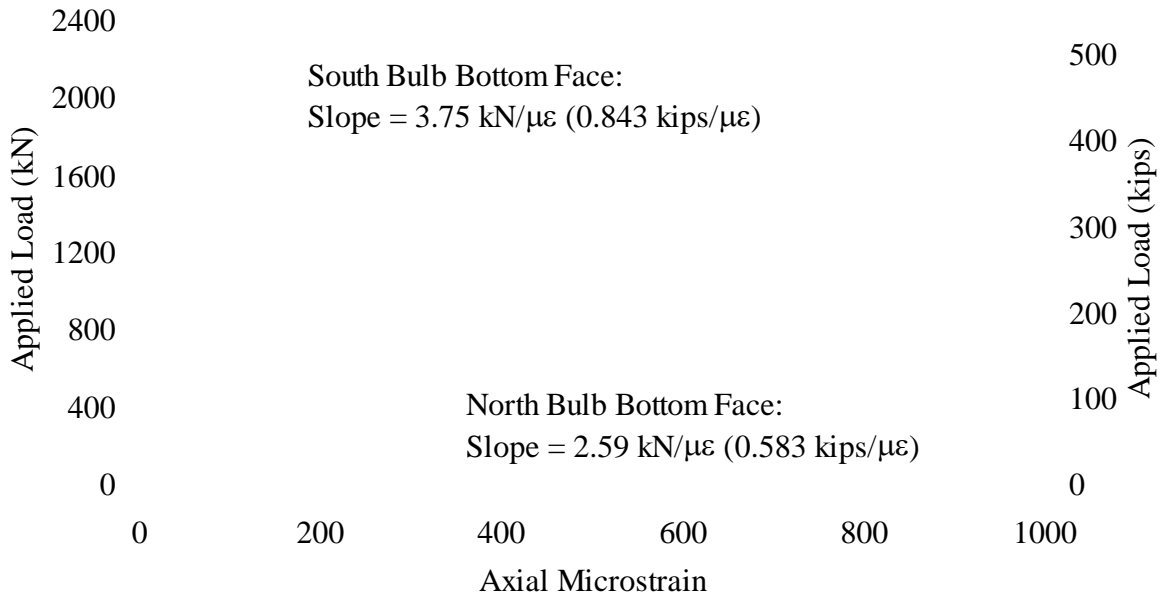 2400
2000
1600
1200
800
400
0
Applied Load (kN)
South Bulb Bottom Face:
Slope = 3.75 kN/με (0.843 kips/με)
North Bulb Bottom Face:
Slope = 2.59 kN/με (0.583 kips/με)
500
400
300
200
100
0
Applied Load (kips)
0 200 400 600 800 1000
Axial Microstrain